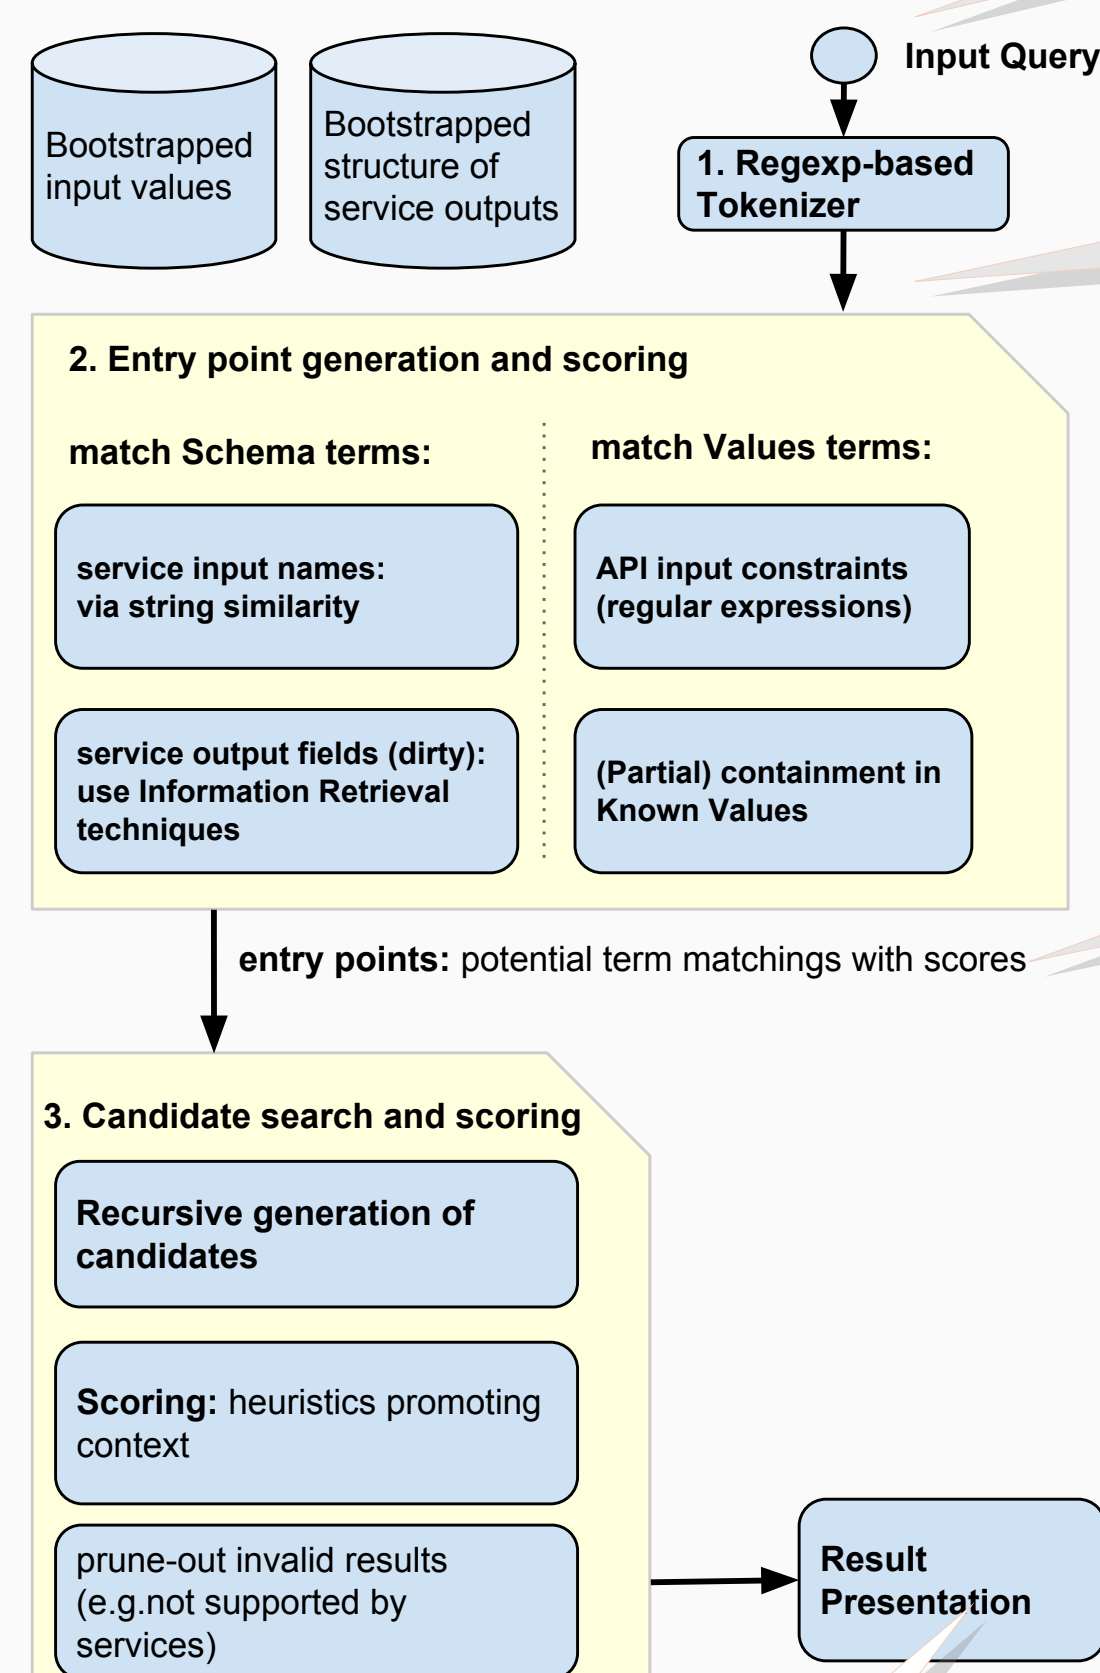 Bootstrapped
input values
Bootstrapped
structure of
service outputs
Input Query
1. Regexp-based
Tokenizer
2. Entry point generation and scoring
match Schema terms:
match Values terms:
service input names:
via string similarity
API input constraints
(regular expressions)
service output fields (dirty):
use Information Retrieval
techniques
(Partial) containment in
Known Values
entry points: potential term matchings with scores
3. Candidate search and scoring
Recursive generation of
candidates
Scoring: heuristics promoting
context
prune-out invalid results
(e.g.not supported by
services)
Result
Presentation